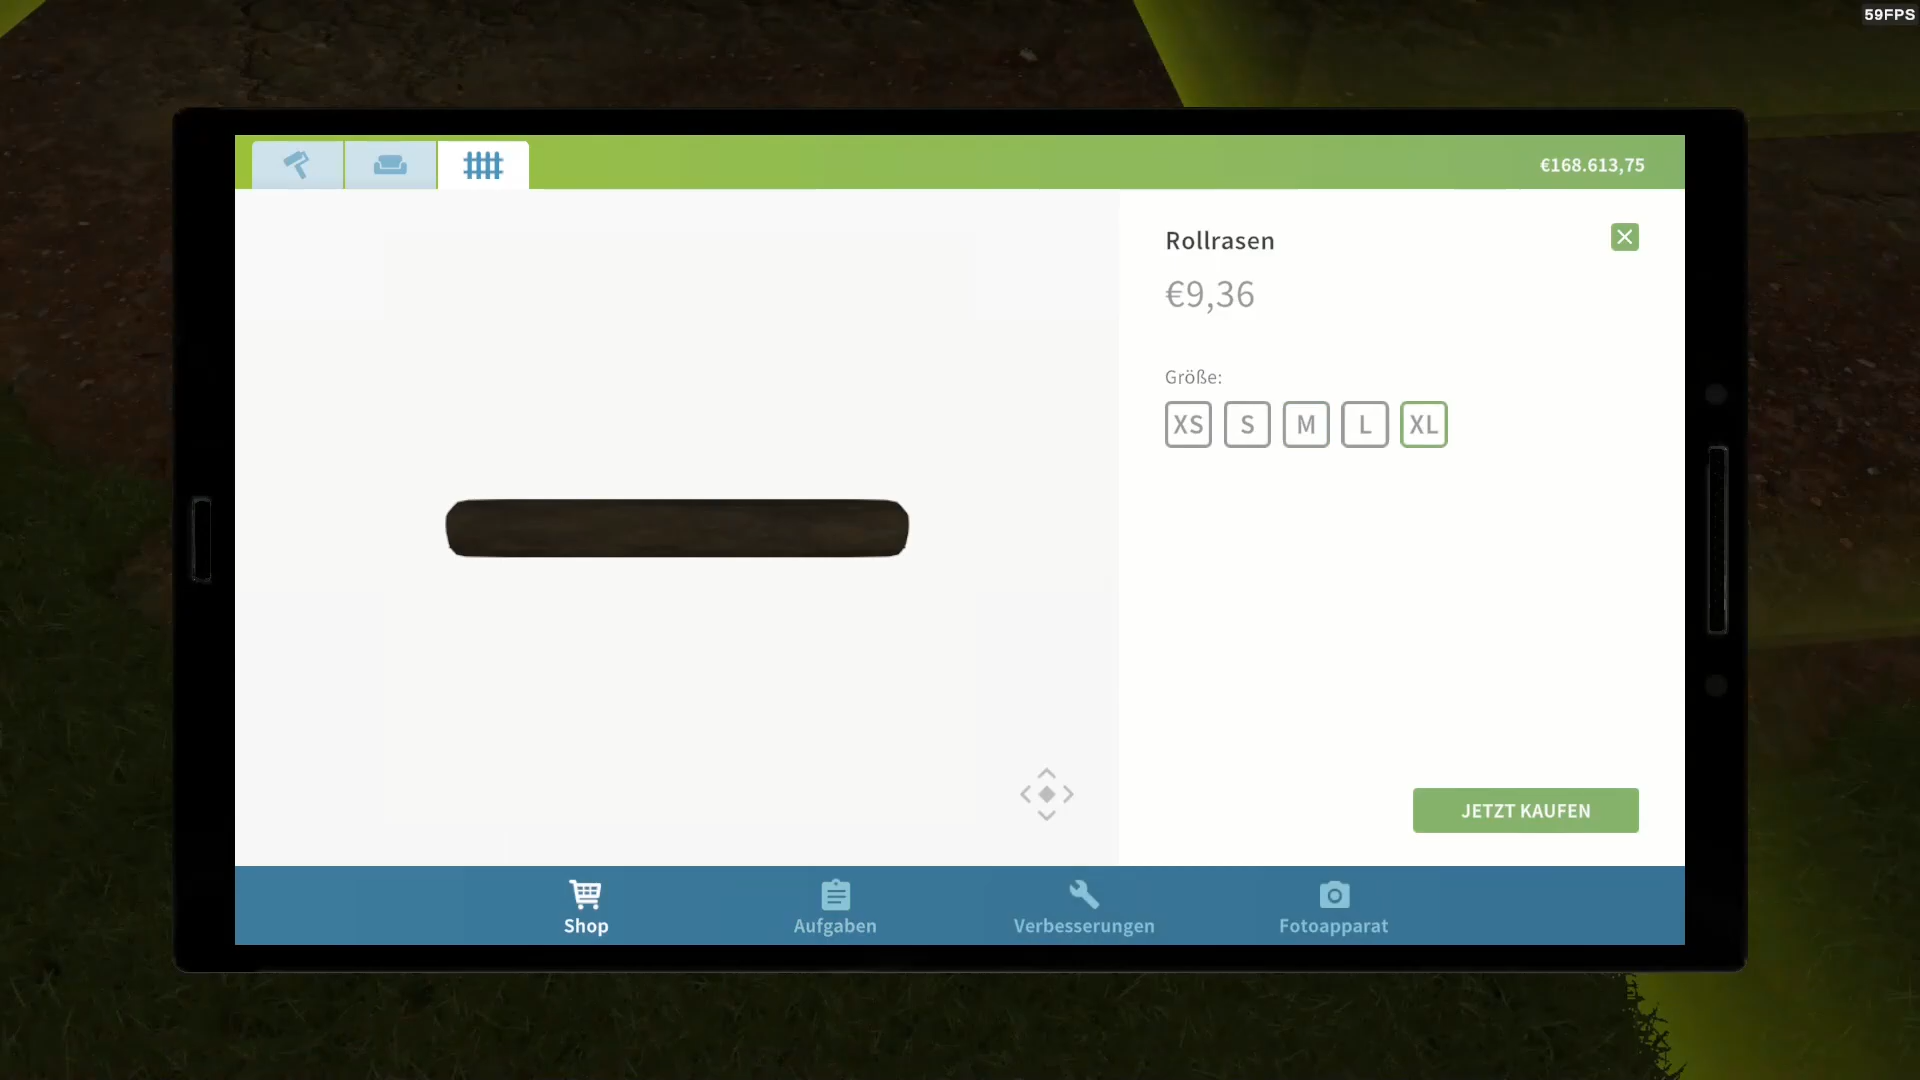 59FPS
€168.613,75
Rollrasen
€9,36
Größe:
XS S M L XL
JETZT KAUFEN
Shop Aufgaben Verbesserungen Fotoapparat